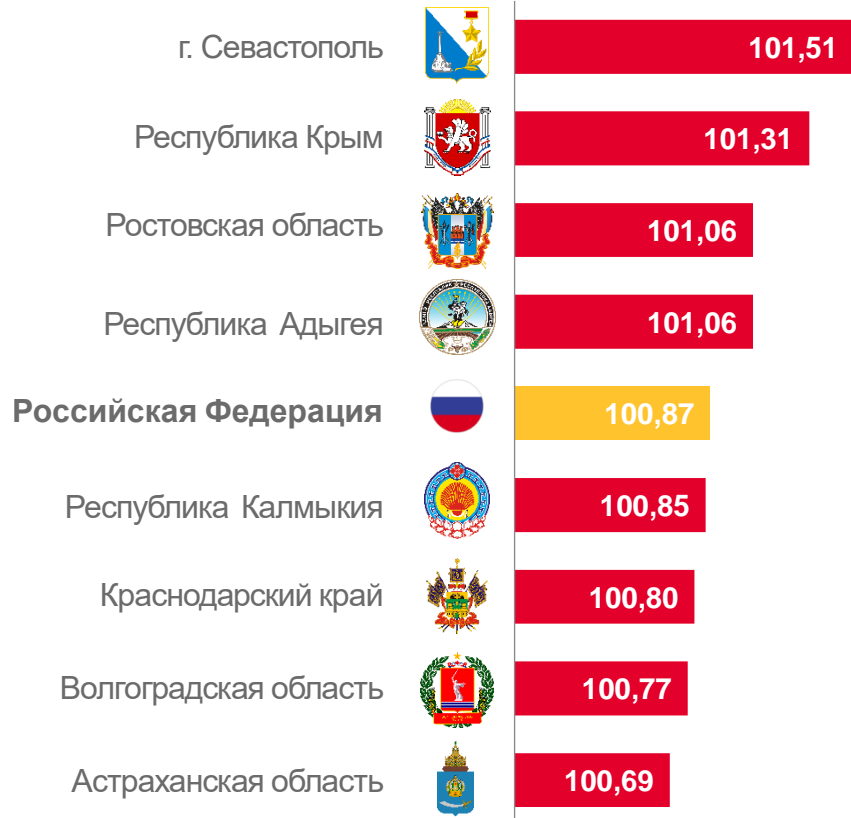 г. Севастополь 101,51
Республика Крым 101,31
Ростовская область 101,06
Республика Адыгея 101,06
Российская Федерация 100,87
Республика Калмыкия 100,85
Краснодарский край 100,80
Волгоградская область 100,77
Астраханская область 100,69